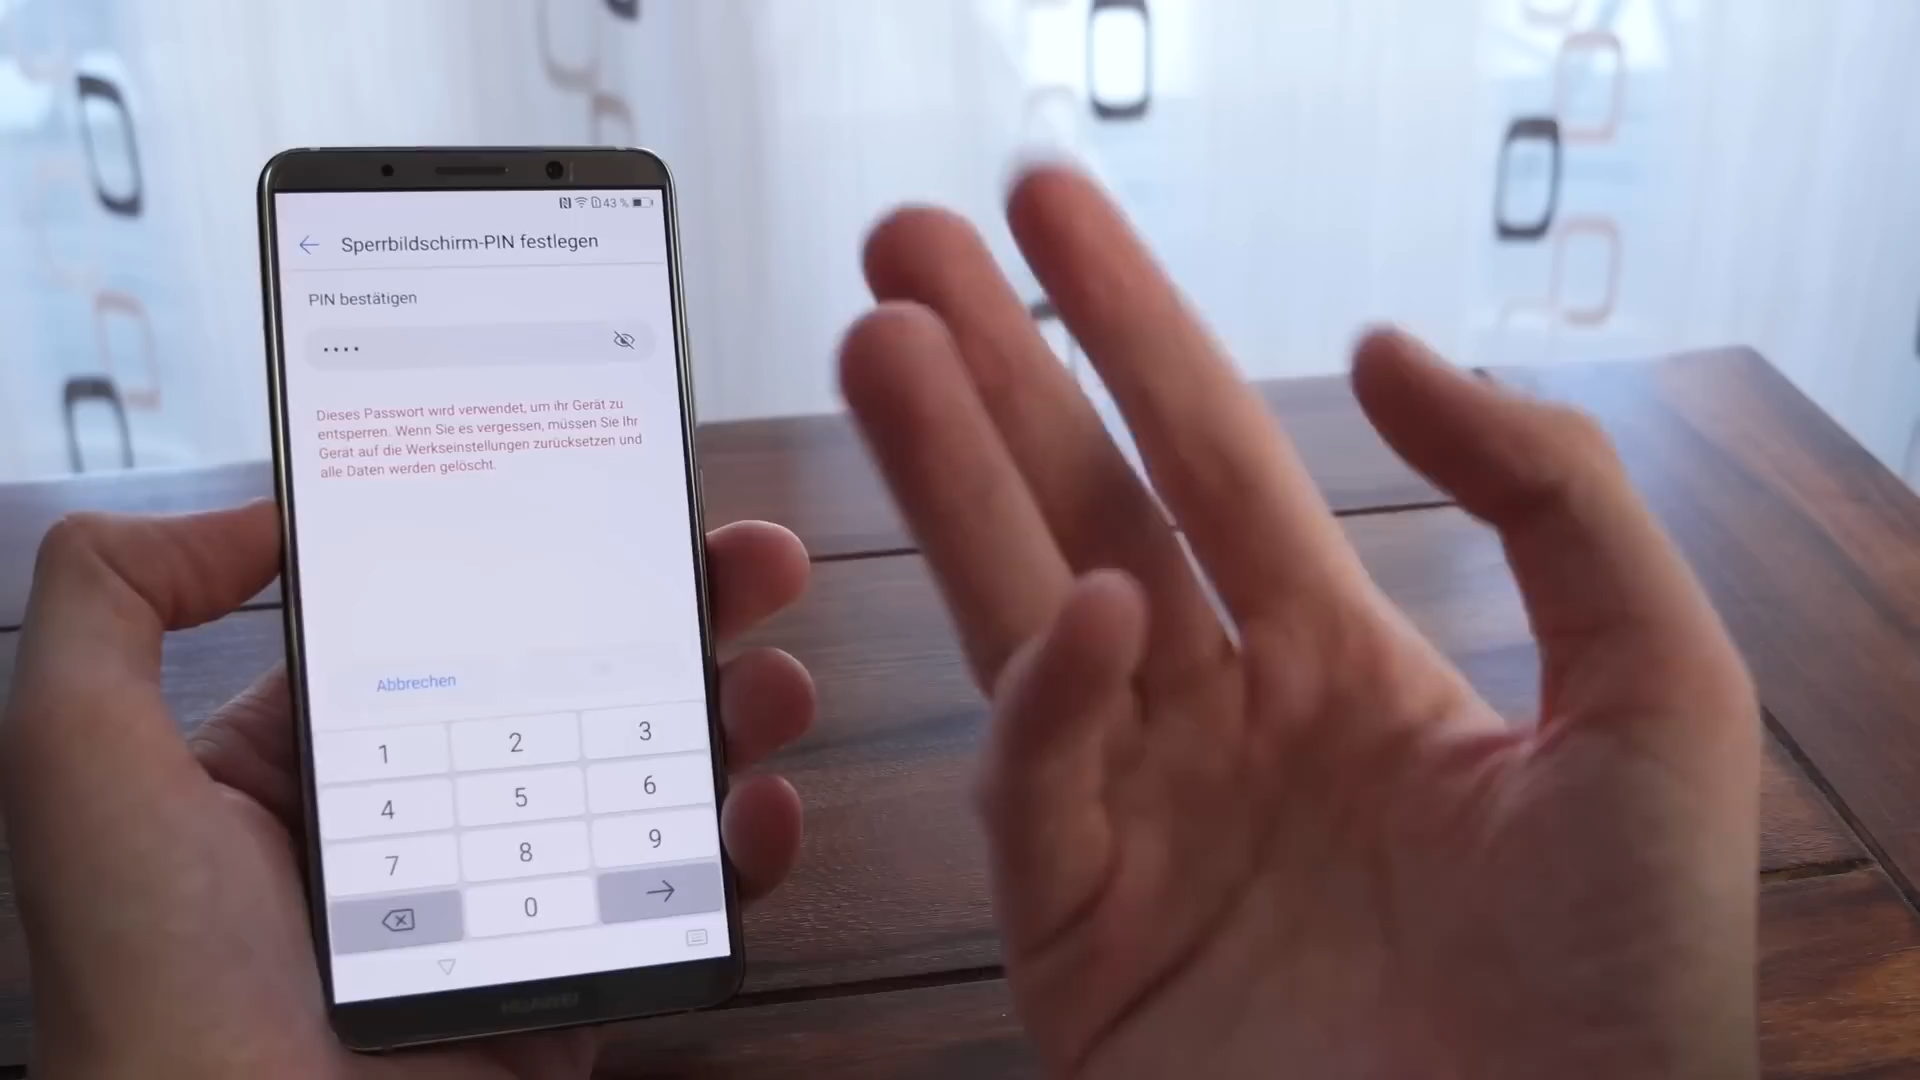 43 %
Sperrbildschirm-PIN festlegen
PIN bestätigen
Dieses Passwort wird verwendet, um ihr Gerät zu
entsperren. Wenn Sie es vergessen, müssen Sie Ihr
Gerät auf die Werkseinstellungen zurücksetzen und
alle Daten werden gelöscht.
Abbrechen
1 2 3
4 5 6
7 8 9
0
HUAWEI